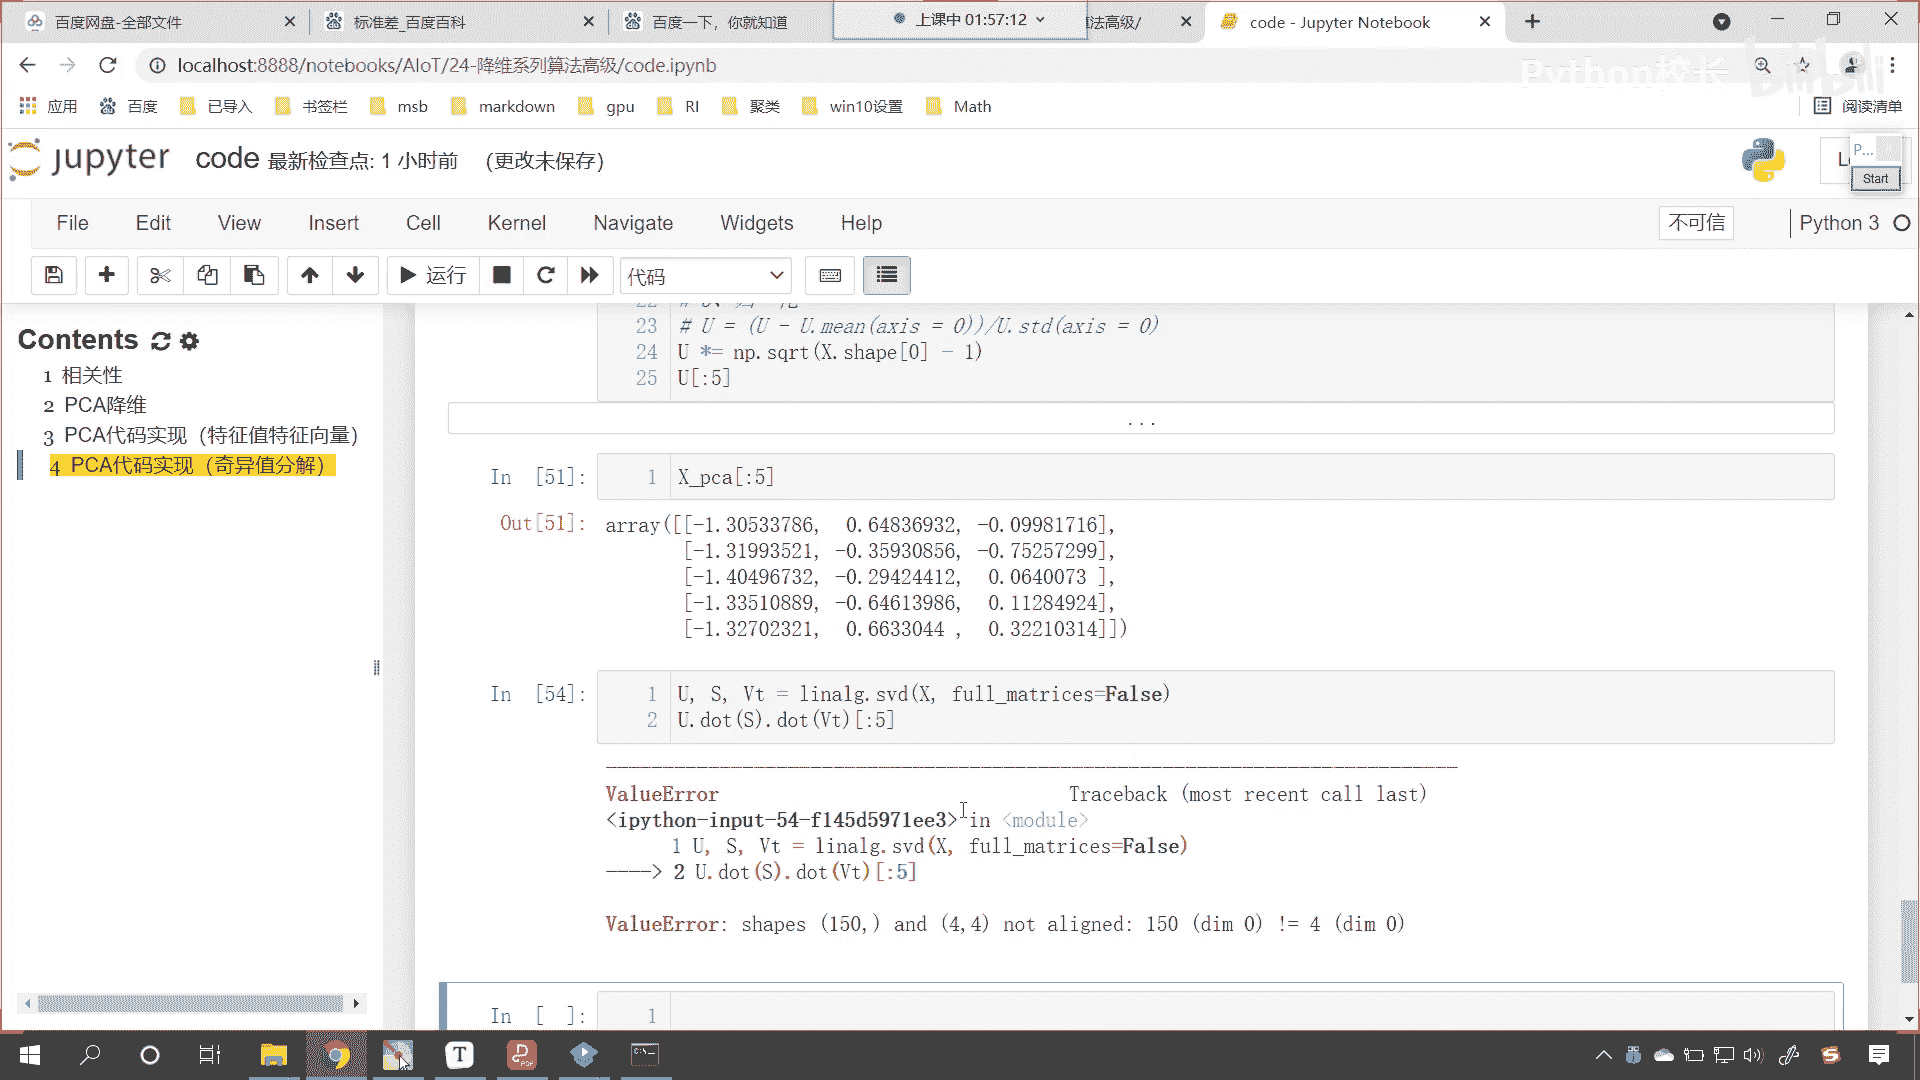 百度网盘-全部文件
标准差_百度百科
百度一下，你就知道
上课中 01:57:12
法高级/
code - Jupyter Notebook
localhost:8888/notebooks/AIoT/24-降维系列算法高级/code.ipynb
Python校长
bilibili
应用
百度
已导入
书签栏
msb
markdown
gpu
RI
聚类
win10设置
Math
阅读清单
jupyter code 最新检查点: 1 小时前 (更改未保存)
P...
Start
File Edit View Insert Cell Kernel Navigate Widgets Help
不可信
Python 3
运行
代码
Contents
1 相关性
2 PCA降维
3 PCA代码实现（特征值特征向量）
4 PCA代码实现（奇异值分解）
23 # U = (U - U.mean(axis = 0))/U.std(axis = 0)
24 U *= np.sqrt(X.shape[0] - 1)
25 U[:5]
...
In [51]: 1 X_pca[:5]
Out[51]: array([[-1.30533786, 0.64836932, -0.09981716],
[-1.31993521, -0.35930856, -0.75257299],
[-1.40496732, -0.29424412, 0.0640073 ],
[-1.33510889, -0.64613986, 0.11284924],
[-1.32702321, 0.6633044 , 0.32210314]])
In [54]: 1 U, S, Vt = linalg.svd(X, full_matrices=False)
2 U.dot(S).dot(Vt)[:5]
ValueError Traceback (most recent call last)
<ipython-input-54-f145d5971ee3> in <module>
1 U, S, Vt = linalg.svd(X, full_matrices=False)
----> 2 U.dot(S).dot(Vt)[:5]
ValueError: shapes (150,) and (4,4) not aligned: 150 (dim 0) != 4 (dim 0)
In [ ]: 1